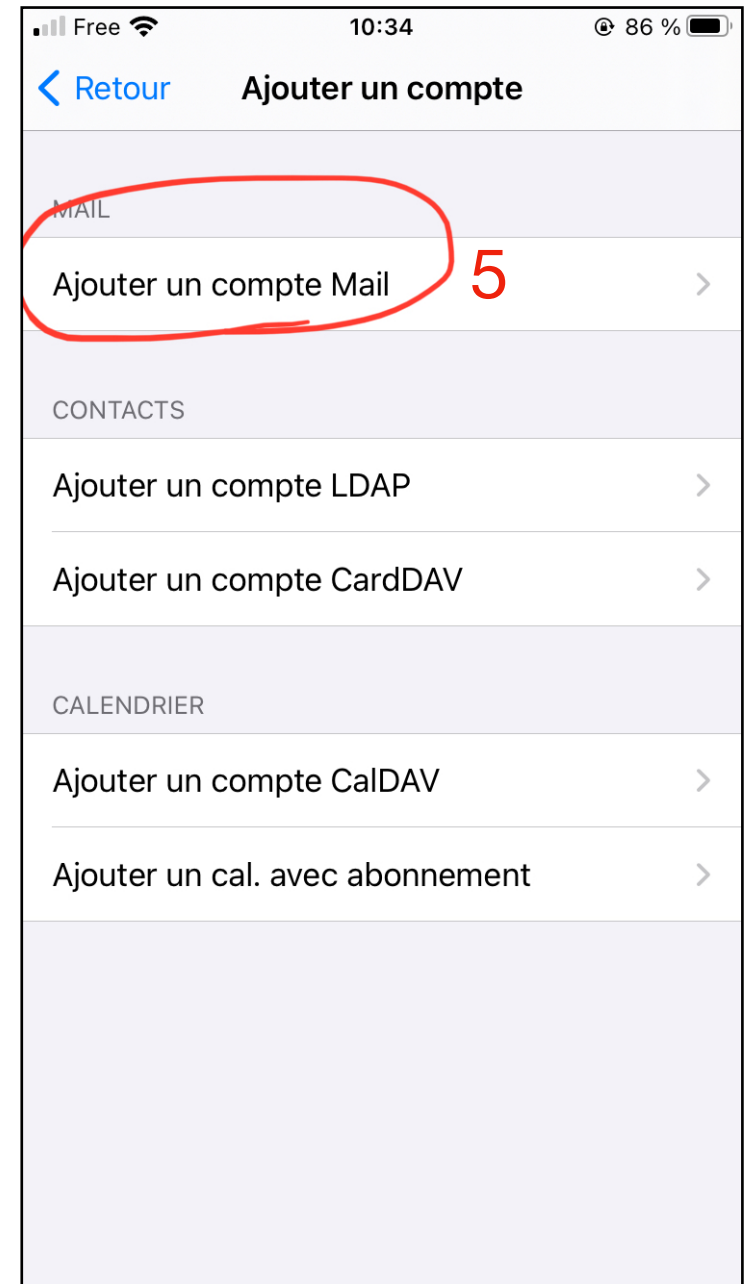 Free 10:34 86 %
Retour Ajouter un compte
MAIL
Ajouter un compte Mail 5
CONTACTS
Ajouter un compte LDAP
Ajouter un compte CardDAV
CALENDRIER
Ajouter un compte CalDAV
Ajouter un cal. avec abonnement